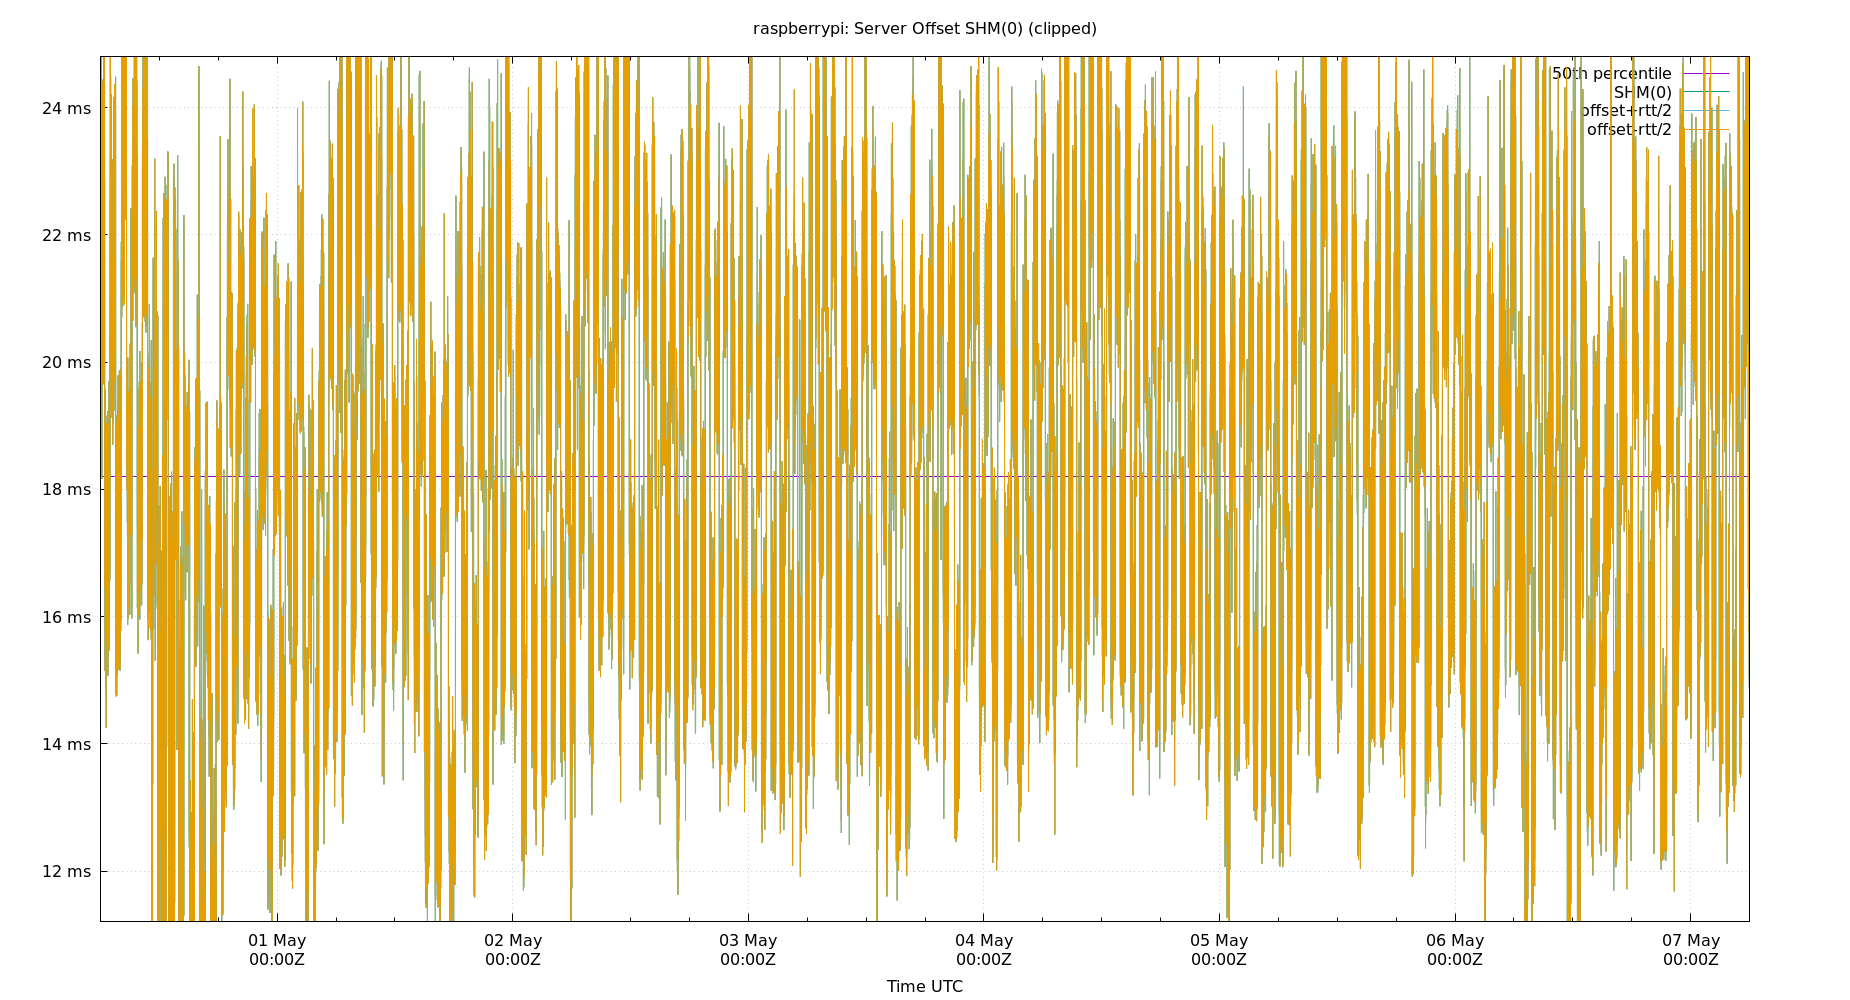 raspberrypi: Server Offset SHM(0) (clipped)
50th percentile
SHM(0)
offset+rtt/2
offset-rtt/2
24 ms
22 ms
20 ms
18 ms
16 ms
14 ms
12 ms
01 May 02 May 03 May 04 May 05 May 06 May 07 May
00:00Z 00:00Z 00:00Z 00:00Z 00:00Z 00:00Z 00:00Z
Time UTC